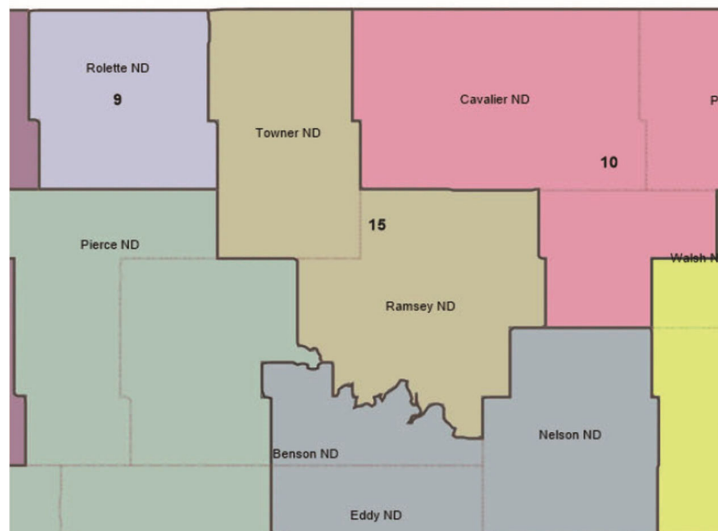 Rolette ND
9
Cavalier ND
P
Towner ND
10
15
Pierce ND
Walsh N
Ramsey ND
Nelson ND
Benson ND
Eddy ND